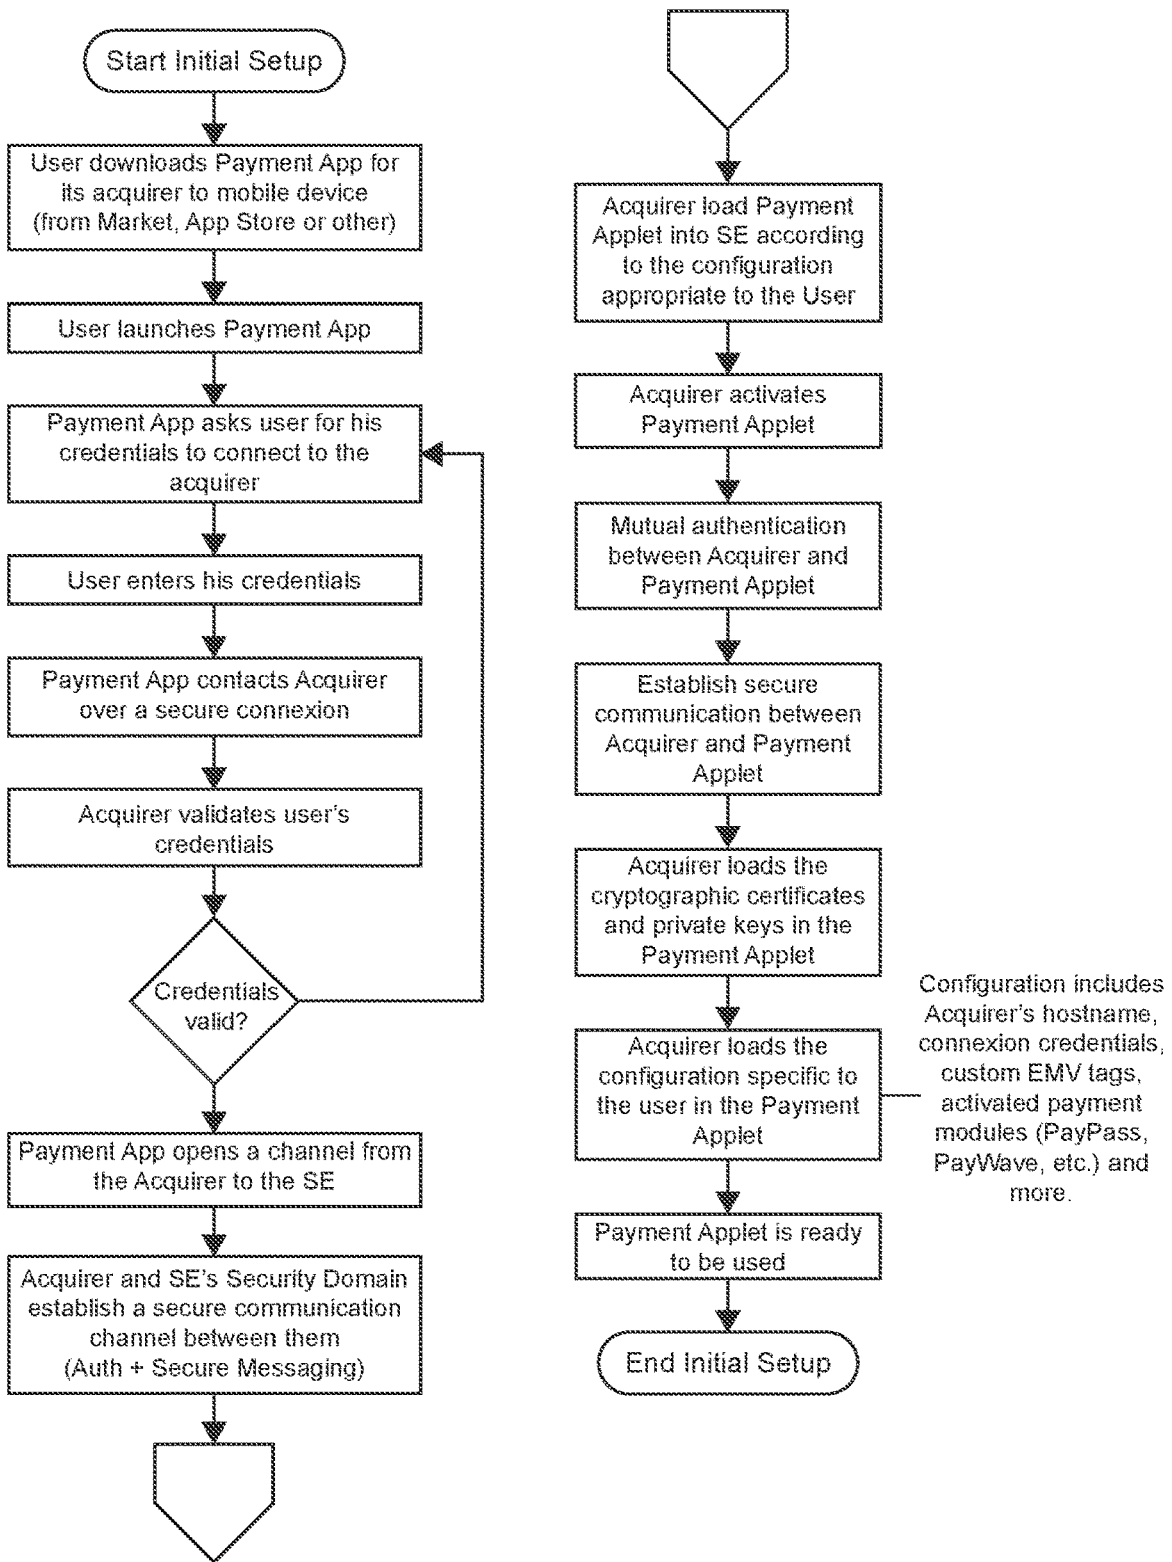 Start Initial Setup
User downloads Payment App for
its acquirer to mobile device
(from Market, App Store or other)
User launches Payment App
Payment App asks user for his
credentials to connect to the
acquirer
User enters his credentials
Payment App contacts Acquirer
over a secure connexion
Acquirer validates user's
credentials
Credentials
valid?
Payment App opens a channel from
the Acquirer to the SE
Acquirer and SE's Security Domain
establish a secure communication
channel between them
(Auth + Secure Messaging)
Acquirer load Payment
Applet into SE according
to the configuration
appropriate to the User
Acquirer activates
Payment Applet
Mutual authentication
between Acquirer and
Payment Applet
Establish secure
communication between
Acquirer and Payment
Applet
Acquirer loads the
cryptographic certificates
and private keys in the
Payment Applet
Acquirer loads the
configuration specific to
the user in the Payment
Applet
Configuration includes
Acquirer's hostname,
connexion credentials,
custom EMV tags,
activated payment
modules (PayPass,
PayWave, etc.) and
more.
Payment Applet is ready
to be used
End Initial Setup